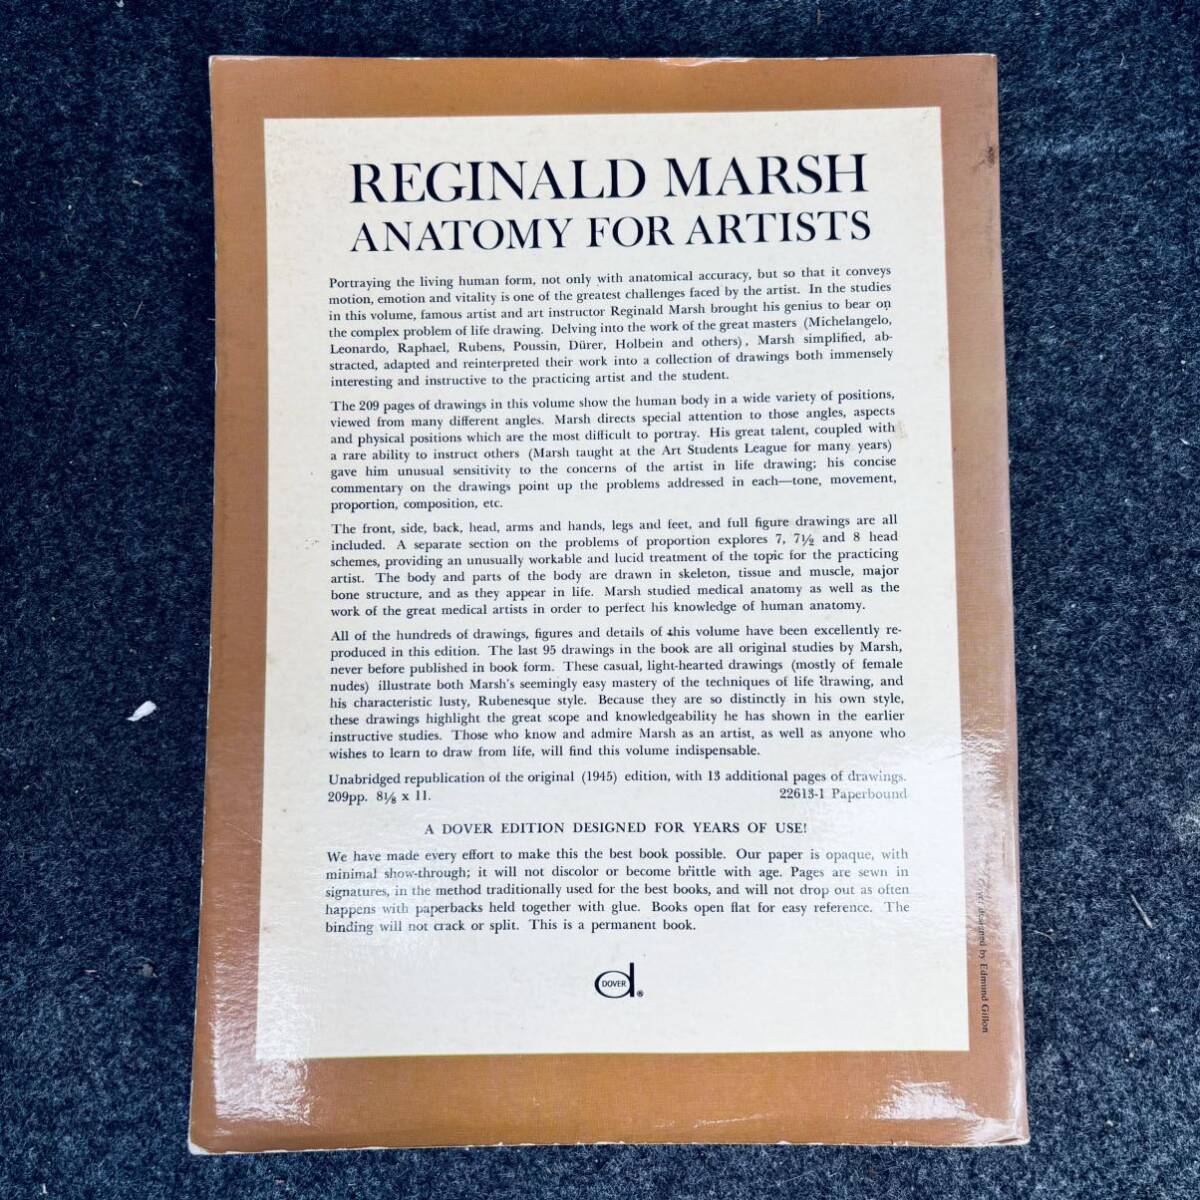 REGINALD MARSH
ANATOMY FOR ARTISTS
Portraying the living human form, not only with anatomical accuracy, but so that it conveys
motion, emotion and vitality is one of the greatest challenges faced by the artist. In the studies
in this volume, famous artist and art instructor Reginald Marsh brought his genius to bear on
the complex problem of life drawing. Delving into the work of the great masters (Michelangelo,
Leonardo, Raphael, Rubens, Poussin, Dürer, Holbein and others), Marsh simplified, ab-
stracted, adapted and reinterpreted their work into a collection of drawings both immensely
interesting and instructive to the practicing artist and the student.
The 209 pages of drawings in this volume show the human body in a wide variety of positions,
viewed from many different angles. Marsh directs special attention to those angles, aspects
and physical positions which are the most difficult to portray. His great talent, coupled with
a rare ability to instruct others (Marsh taught at the Art Students League for many years)
gave him unusual sensitivity to the concerns of the artist in life drawing; his concise
commentary on the drawings point up the problems addressed in each—tone, movement,
proportion, composition, etc.
The front, side, back, head, arms and hands, legs and feet, and full figure drawings are all
included. A separate section on the problems of proportion explores 7, 7½ and 8 head
schemes, providing an unusually workable and lucid treatment of the topic for the practicing
artist. The body and parts of the body are drawn in skeleton, tissue and muscle, major
bone structure, and as they appear in life. Marsh studied medical anatomy as well as the
work of the great medical artists in order to perfect his knowledge of human anatomy.
All of the hundreds of drawings, figures and details of this volume have been excellently re-
produced in this edition. The last 95 drawings in the book are all original studies by Marsh,
never before published in book form. These casual, light-hearted drawings (mostly of female
nudes) illustrate both Marsh's seemingly easy mastery of the techniques of life drawing, and
his characteristic lusty, Rubenesque style. Because they are so distinctly in his own style,
these drawings highlight the great scope and knowledgeability he has shown in the earlier
instructive studies. Those who know and admire Marsh as an artist, as well as anyone who
wishes to learn to draw from life, will find this volume indispensable.
Unabridged republication of the original (1945) edition, with 13 additional pages of drawings.
209pp. 8⅛ x 11. 22613-1 Paperbound
A DOVER EDITION DESIGNED FOR YEARS OF USE!
We have made every effort to make this the best book possible. Our paper is opaque, with
minimal show-through; it will not discolor or become brittle with age. Pages are sewn in
signatures, in the method traditionally used for the best books, and will not drop out as often
happens with paperbacks held together with glue. Books open flat for easy reference. The
binding will not crack or split. This is a permanent book.
DOVER ®
Cover designed by Edmund Gillon